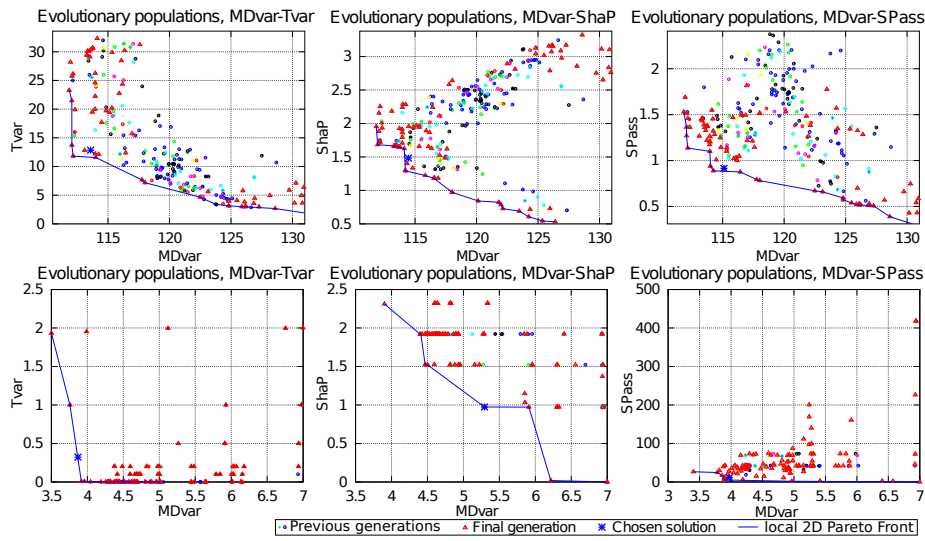 Evolutionary populations, MDvar-Tvar
Tvar
30
25
20
15
10
5
0
115 120 125 130
MDvar
Evolutionary populations, MDvar-ShaP
ShaP
3
2.5
2
1.5
1
0.5
115 120 125 130
MDvar
Evolutionary populations, MDvar-SPass
SPass
2
1.5
1
0.5
115 120 125 130
MDvar
Evolutionary populations, MDvar-Tvar
Tvar
2.5
2
1.5
1
0.5
0
3.5 4 4.5 5 5.5 6 6.5 7
MDvar
Evolutionary populations, MDvar-ShaP
ShaP
2.5
2
1.5
1
0.5
0
3.5 4 4.5 5 5.5 6 6.5 7
MDvar
Evolutionary populations, MDvar-SPass
SPass
500
400
300
200
100
0
3 3.5 4 4.5 5 5.5 6 6.5 7
MDvar
Previous generations Final generation Chosen solution local 2D Pareto Front